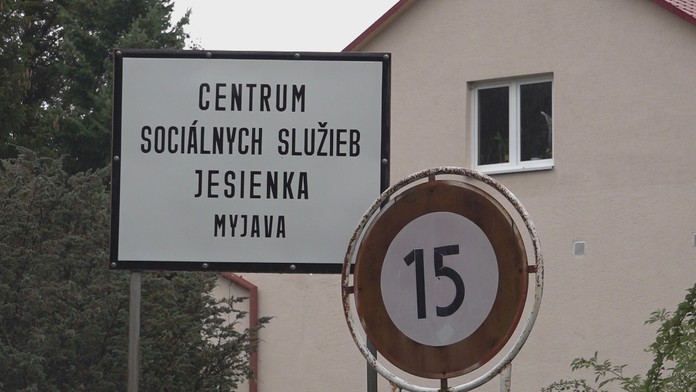 CENTRUM
SOCIÁLNYCH SLUŽIEB
JESIENKA
MYJAVA
15